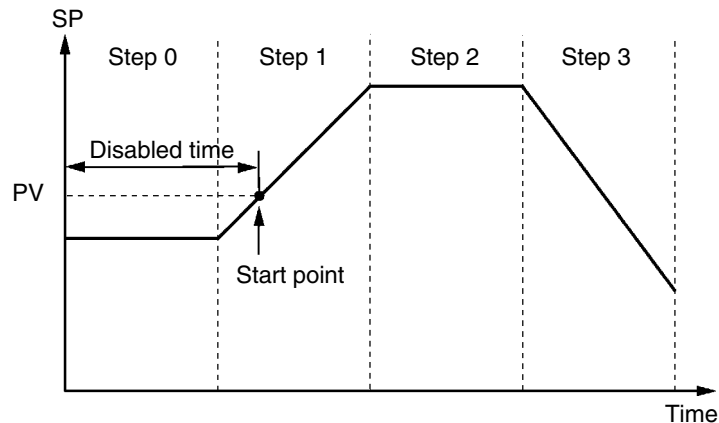 SP
Step 0
Step 1
Step 2
Step 3
Disabled time
PV
Start point
Time